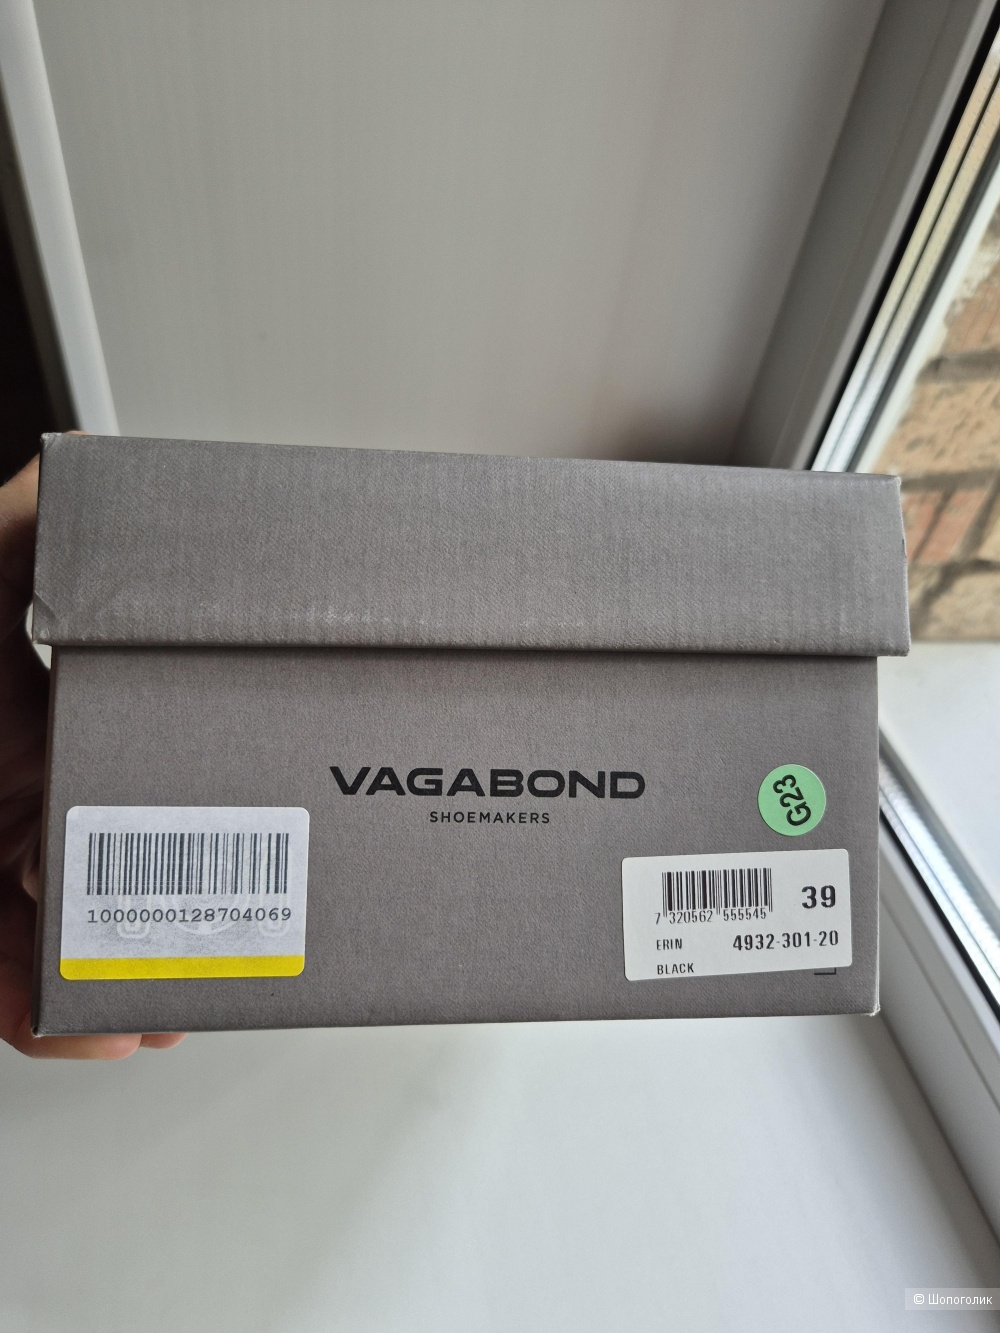 VAGABOND
SHOEMAKERS
G23
1000000128704069
7 320562 555545
39
ERIN
4932-301-20
BLACK
© Шопоголик